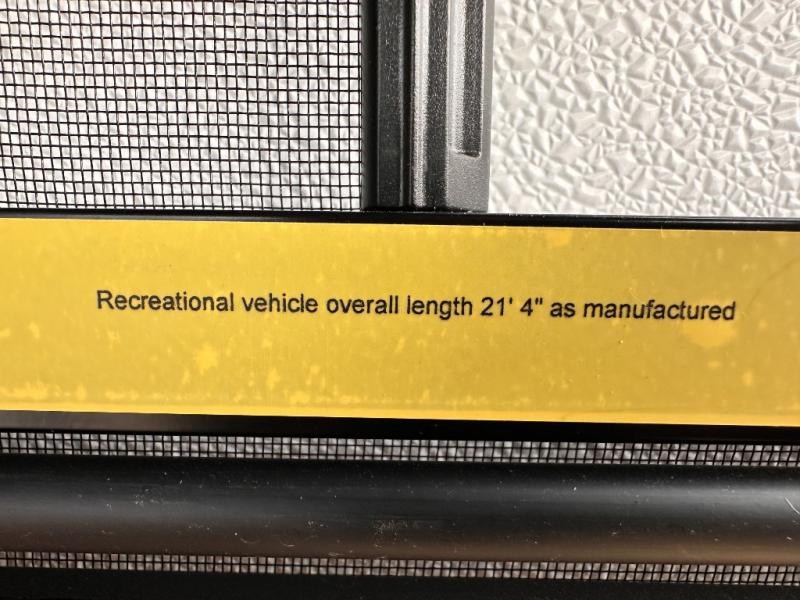 Recreational vehicle overall length 21' 4" as manufactured